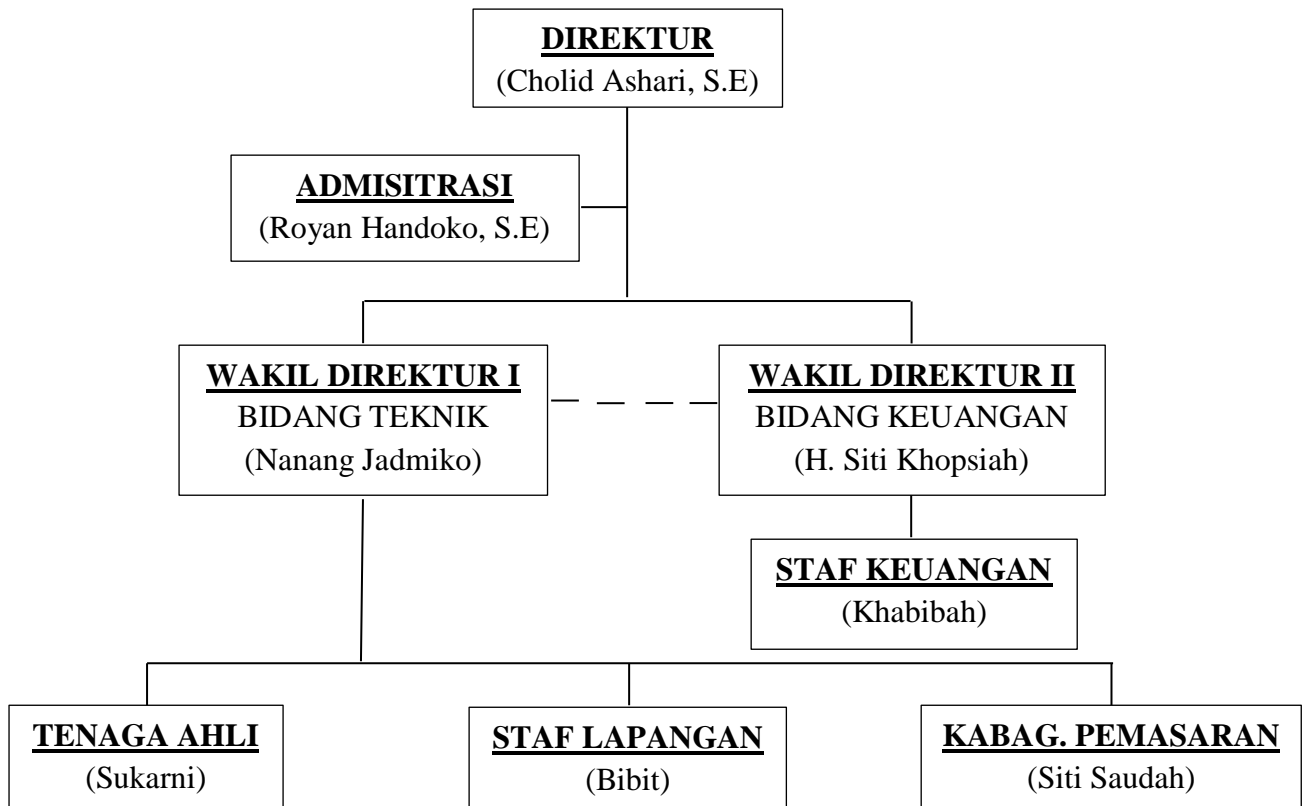 DIREKTUR
(Cholid Ashari, S.E)
ADMISITRASI
(Royan Handoko, S.E)
WAKIL DIREKTUR I
BIDANG TEKNIK
(Nanang Jadmiko)
WAKIL DIREKTUR II
BIDANG KEUANGAN
(H. Siti Khopsiah)
STAF KEUANGAN
(Khabibah)
TENAGA AHLI
(Sukarni)
STAF LAPANGAN
(Bibit)
KABAG. PEMASARAN
(Siti Saudah)